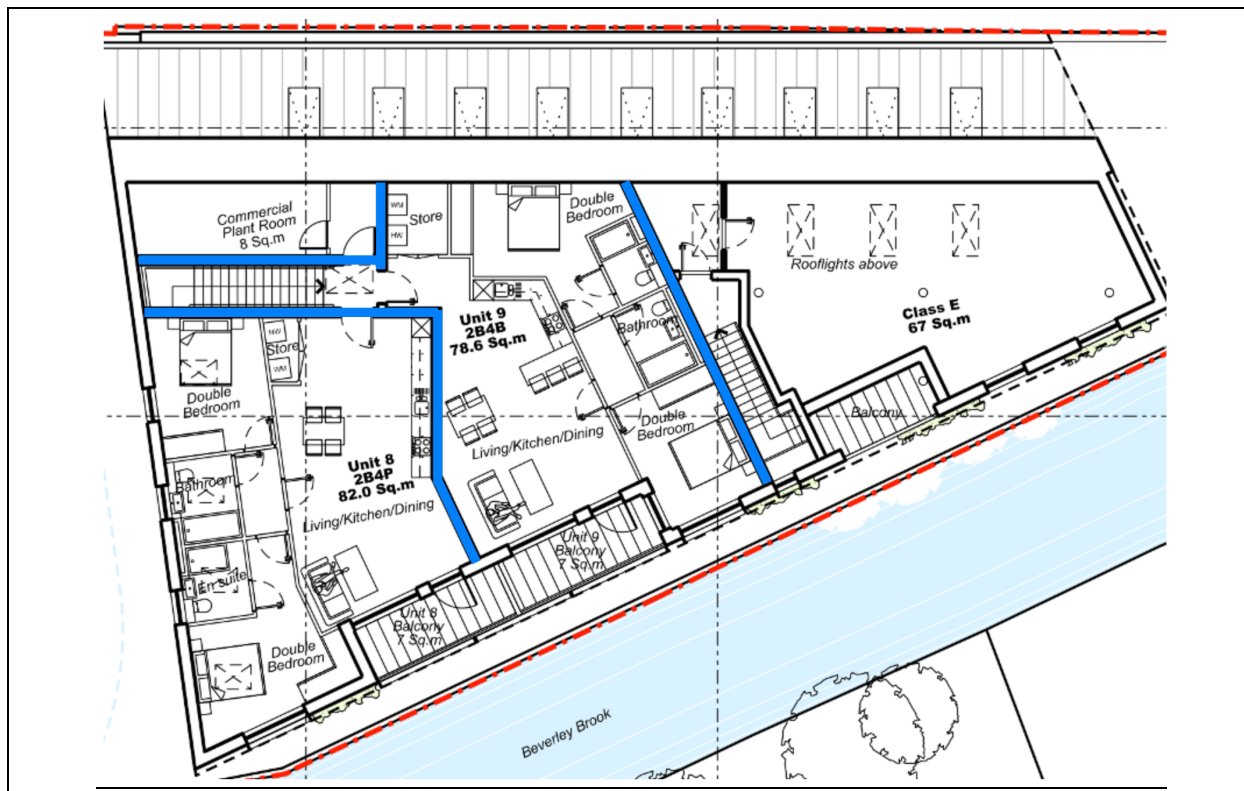 Commercial
Plant Room
8 Sq.m
WM
HW
Store
Double
Bedroom
Rooflights above
Class E
67 Sq.m
Unit 9
2B4B
78.6 Sq.m
Bathroom
HW
WM
Store
Double
Bedroom
Living/Kitchen/Dining
Double
Bedroom
Balcony
Unit 8
2B4P
82.0 Sq.m
Living/Kitchen/Dining
Bathroom
En suite
Unit 9
Balcony
7 Sq.m
Unit 8
Balcony
7 Sq.m
Double
Bedroom
Beverley Brook